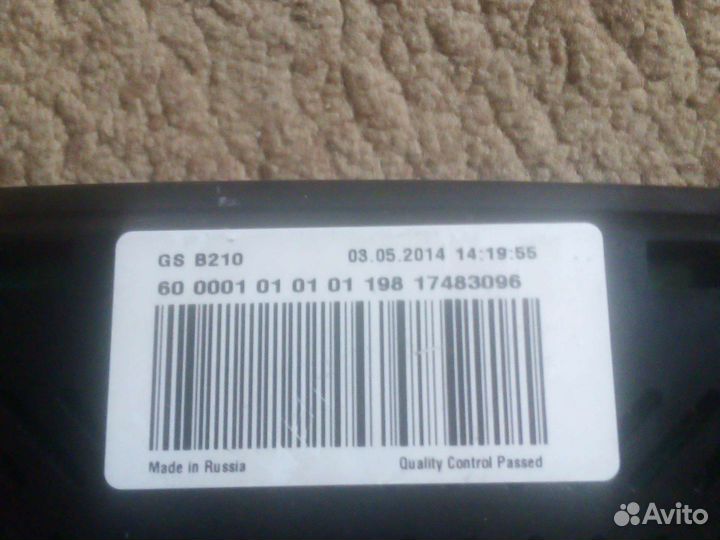 GS B210 03.05.2014 14:19:55
60 0001 01 01 01 198 17483096
Made in Russia Quality Control Passed
Avito